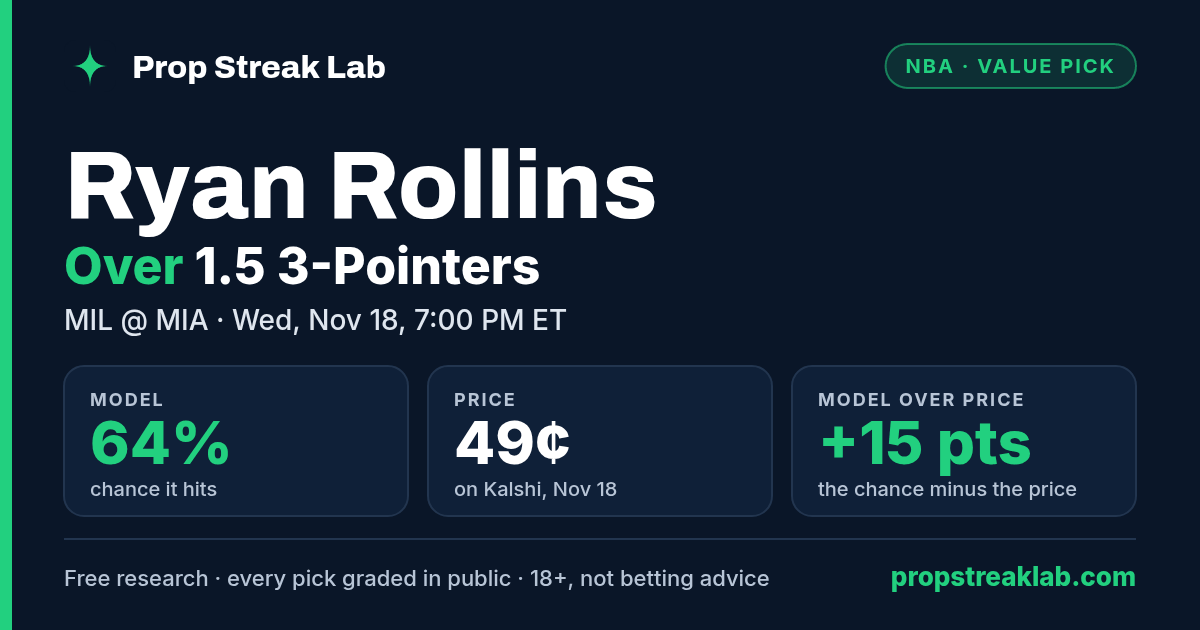 Prop Streak Lab
NBA · VALUE PICK
Ryan Rollins
Over 1.5 3-Pointers
MIL @ MIA · Wed, Nov 18, 7:00 PM ET
MODEL
64%
chance it hits
PRICE
49¢
on Kalshi, Nov 18
MODEL OVER PRICE
+15 pts
the chance minus the price
Free research · every pick graded in public · 18+, not betting advice
propstreaklab.com